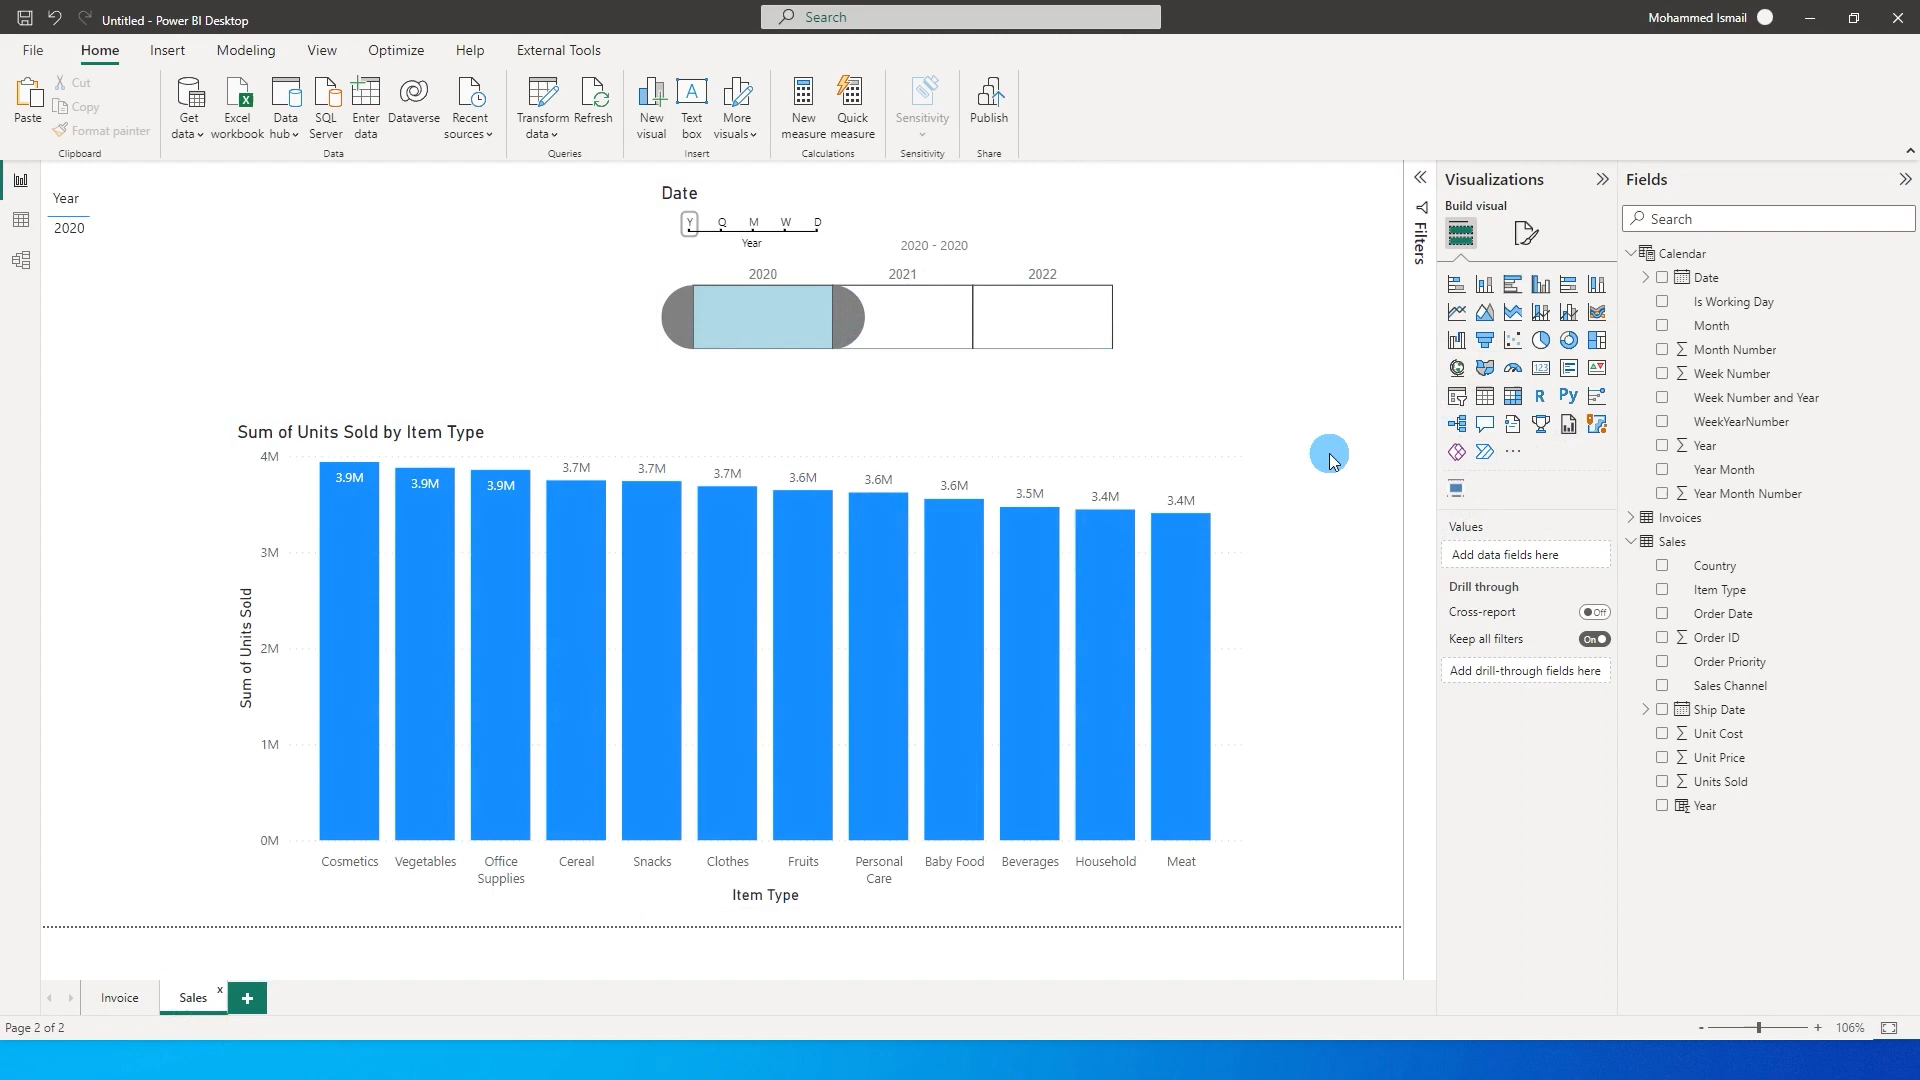 Untitled - Power BI Desktop
Search
Mohammed Ismail
File Home Insert Modeling View Optimize Help External Tools
Paste
Cut
Copy
Format painter
Clipboard
Get data
Excel workbook
Data hub
SQL Server
Enter data
Dataverse
Recent sources
Data
Transform data
Refresh
Queries
New visual
Text box
More visuals
Insert
New measure
Quick measure
Calculations
Sensitivity
Sensitivity
Publish
Share
Year
2020
Date
Y Q M W D
Year
2020 - 2020
2020 2021 2022
Sum of Units Sold by Item Type
Sum of Units Sold
4M
3M
2M
1M
0M
3.9M 3.9M 3.9M 3.7M 3.7M 3.7M 3.6M 3.6M 3.6M 3.5M 3.4M 3.4M
Cosmetics Vegetables Office Supplies Cereal Snacks Clothes Fruits Personal Care Baby Food Beverages Household Meat
Item Type
Filters
Visualizations
Build visual
123
R
Py
Values
Add data fields here
Drill through
Cross-report
Off
Keep all filters
On
Add drill-through fields here
Fields
Search
Calendar
Date
Is Working Day
Month
Month Number
Week Number
Week Number and Year
WeekYearNumber
Year
Year Month
Year Month Number
Invoices
Sales
Country
Item Type
Order Date
Order ID
Order Priority
Sales Channel
Ship Date
Unit Cost
Unit Price
Units Sold
Year
Invoice
Sales x
+
Page 2 of 2
- + 106%